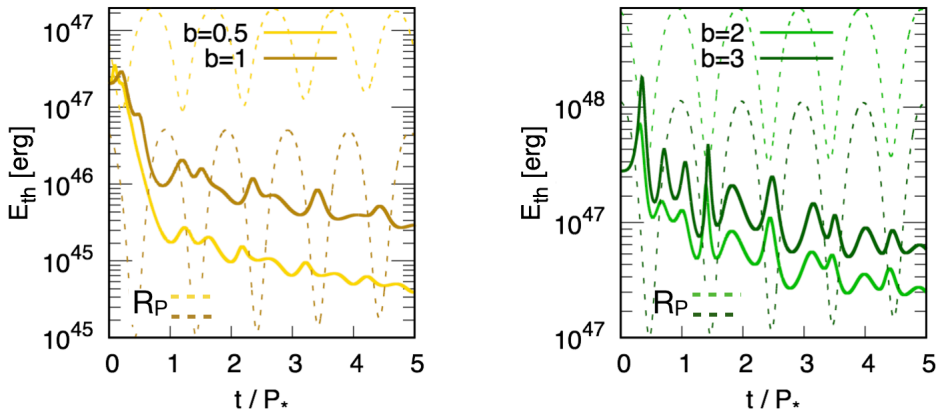 10^47
b=0.5
b=1
10^47
E_th [erg]
10^46
10^45
R_P
10^45
0 1 2 3 4 5
t / P_*
b=2
b=3
10^48
E_th [erg]
10^47
R_P
10^47
0 1 2 3 4 5
t / P_*